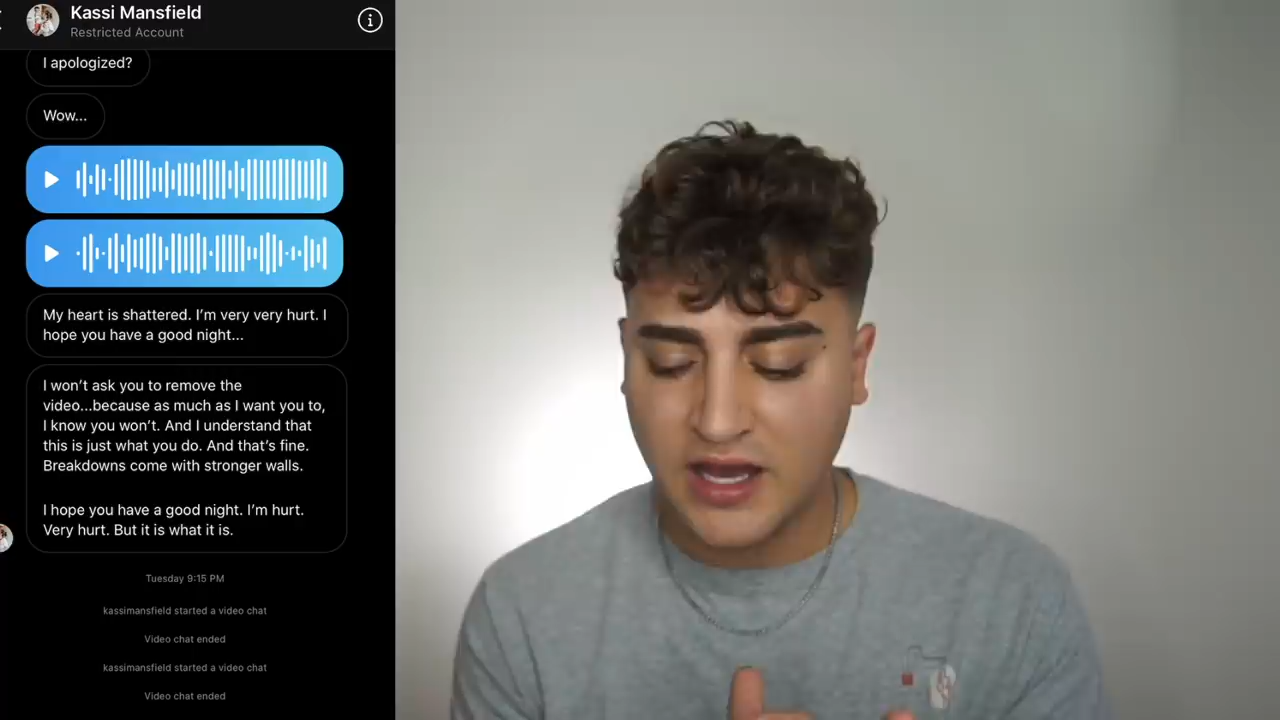 Kassi Mansfield
Restricted Account
I apologized?
Wow...
My heart is shattered. I'm very very hurt. I
hope you have a good night...
I won't ask you to remove the
video...because as much as I want you to,
I know you won't. And I understand that
this is just what you do. And that's fine.
Breakdowns come with stronger walls.
I hope you have a good night. I'm hurt.
Very hurt. But it is what it is.
Tuesday 9:15 PM
kassimansfield started a video chat
Video chat ended
kassimansfield started a video chat
Video chat ended